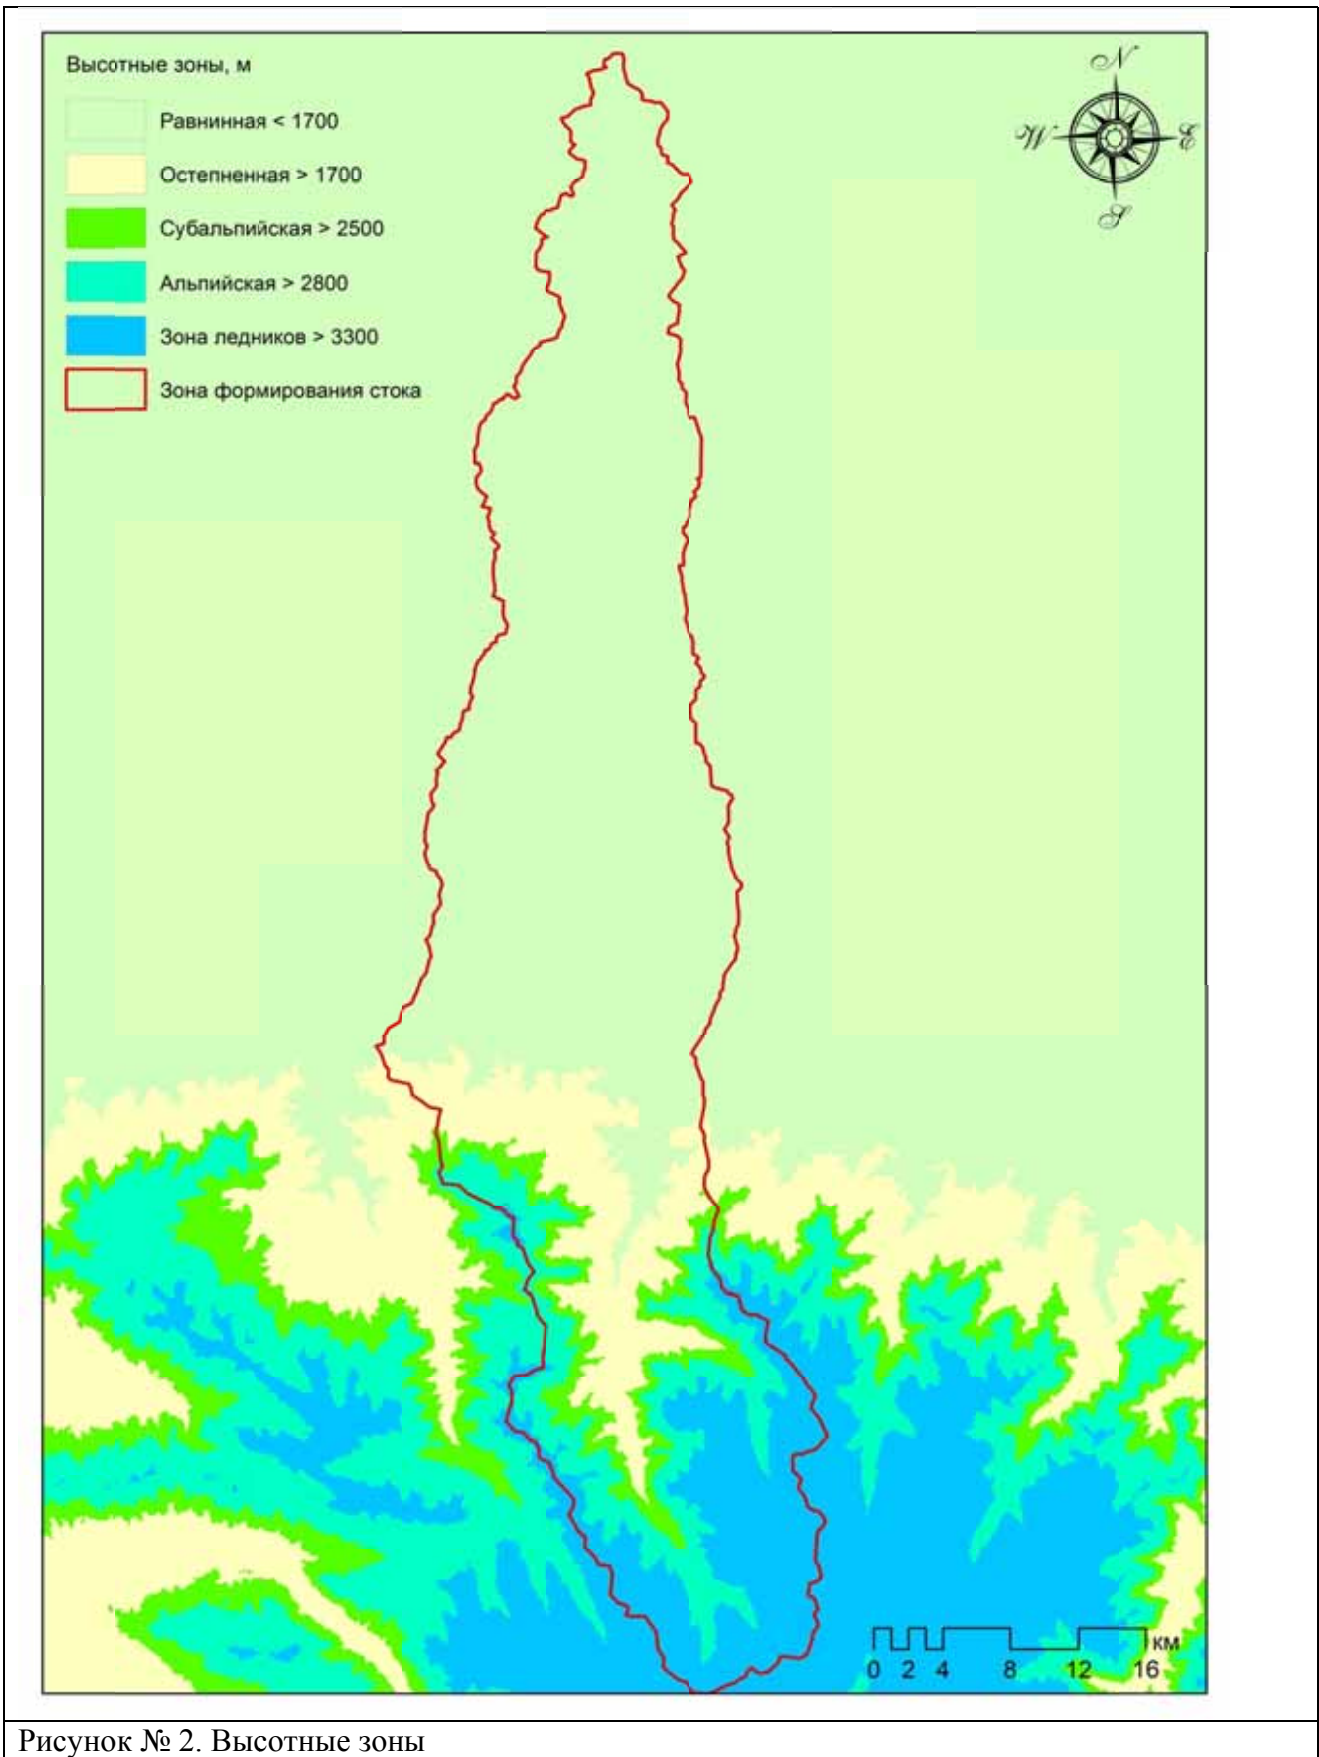 Высотные зоны, м
Равнинная < 1700
Остепненная > 1700
Субальпийская > 2500
Альпийская > 2800
Зона ледников > 3300
Зона формирования стока
N
W
E
S
км
0 2 4 8 12 16
Рисунок № 2. Высотные зоны